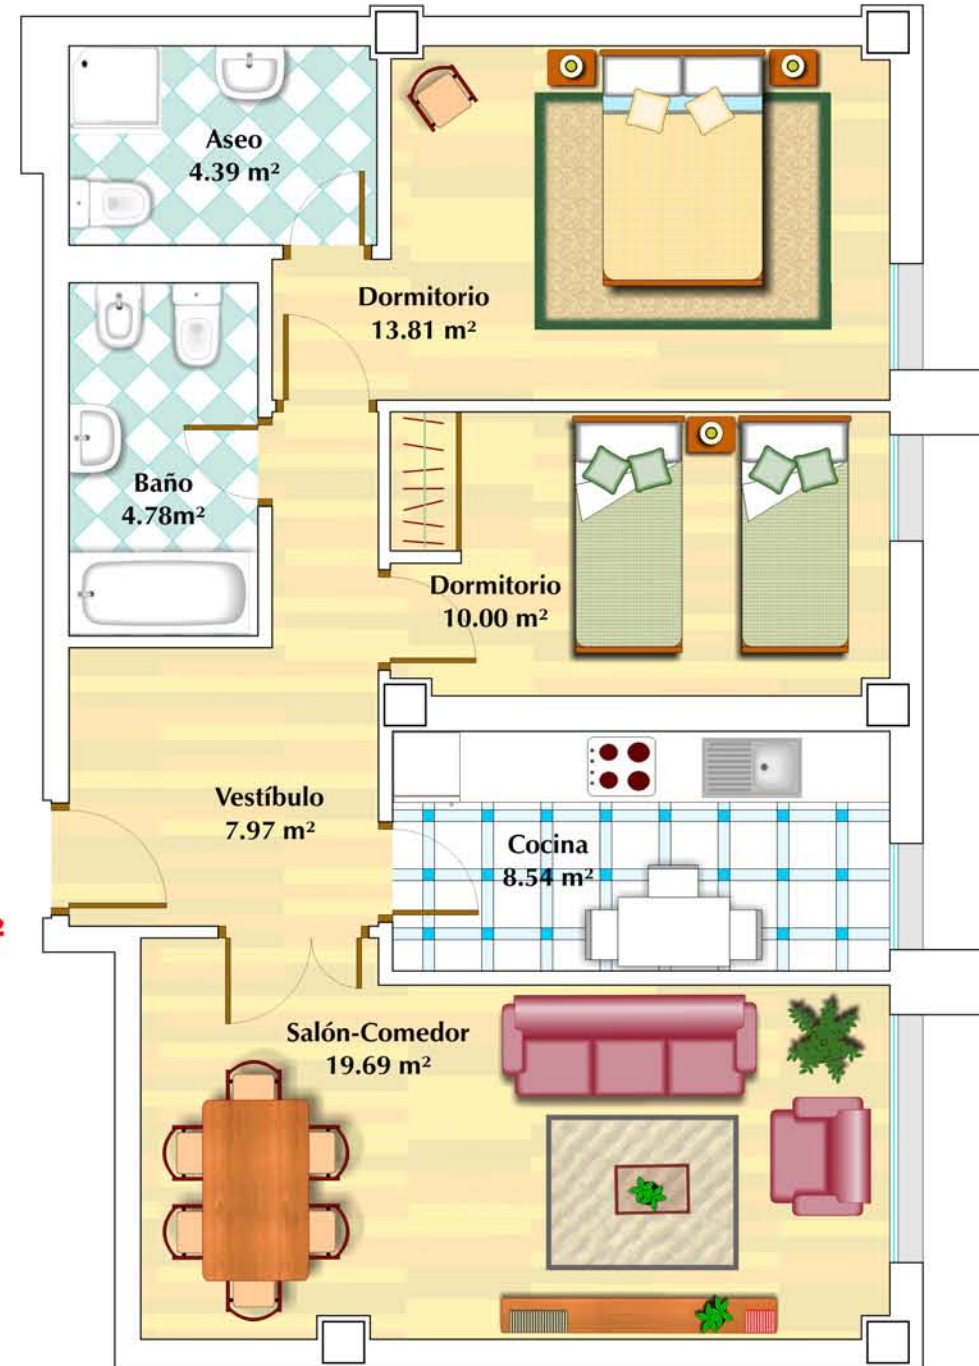 Aseo
4.39 m²
Dormitorio
13.81 m²
Baño
4.78m²
Dormitorio
10.00 m²
Vestíbulo
7.97 m²
Cocina
8.54 m²
²
Salón-Comedor
19.69 m²